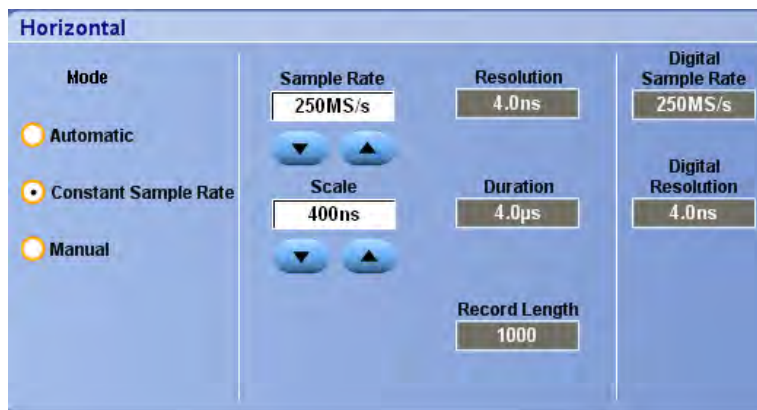 Horizontal
Mode
Automatic
Constant Sample Rate
Manual
Sample Rate
250MS/s
Scale
400ns
Resolution
4.0ns
Duration
4.0µs
Record Length
1000
Digital
Sample Rate
250MS/s
Digital
Resolution
4.0ns